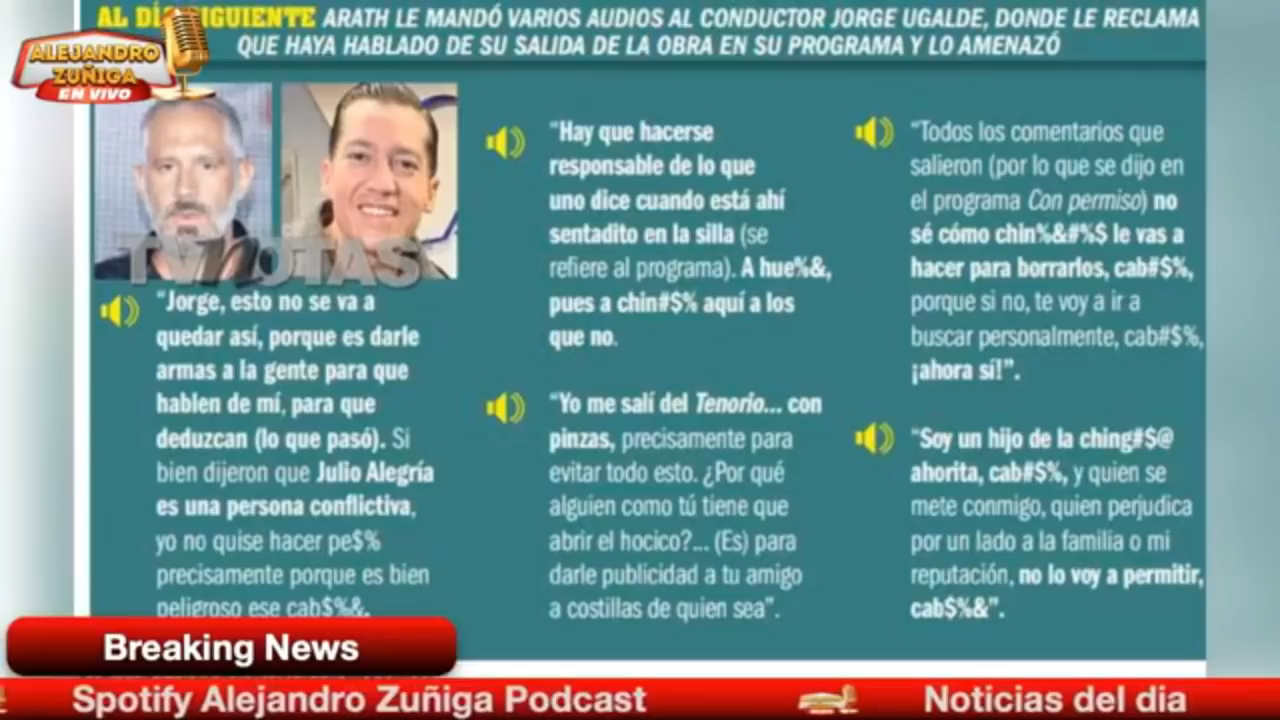 AL DÍA SIGUIENTE ARATH LE MANDÓ VARIOS AUDIOS AL CONDUCTOR JORGE UGALDE, DONDE LE RECLAMA
QUE HAYA HABLADO DE SU SALIDA DE LA OBRA EN SU PROGRAMA Y LO AMENAZÓ
ALEJANDRO
ZUÑIGA
EN VIVO
TVNOTAS
“Jorge, esto no se va a
quedar así, porque es darle
armas a la gente para que
hablen de mí, para que
deduzcan (lo que pasó). Si
bien dijeron que Julio Alegría
es una persona conflictiva,
yo no quise hacer pe$%
precisamente porque es bien
peligroso ese cab$%&.
“Hay que hacerse
responsable de lo que
uno dice cuando está ahí
sentadito en la silla (se
refiere al programa). A hue%&,
pues a chin#$% aquí a los
que no.
“Yo me salí del Tenorio... con
pinzas, precisamente para
evitar todo esto. ¿Por qué
alguien como tú tiene que
abrir el hocico?... (Es) para
darle publicidad a tu amigo
a costillas de quien sea”.
“Todos los comentarios que
salieron (por lo que se dijo en
el programa Con permiso) no
sé cómo chin%&#%$ le vas a
hacer para borrarlos, cab#$%,
porque si no, te voy a ir a
buscar personalmente, cab#$%,
¡ahora sí!”.
“Soy un hijo de la ching#$@
ahorita, cab#$%, y quien se
mete conmigo, quien perjudica
por un lado a la familia o mi
reputación, no lo voy a permitir,
cab$%&”.
Breaking News
Spotify Alejandro Zuñiga Podcast
Noticias del dia